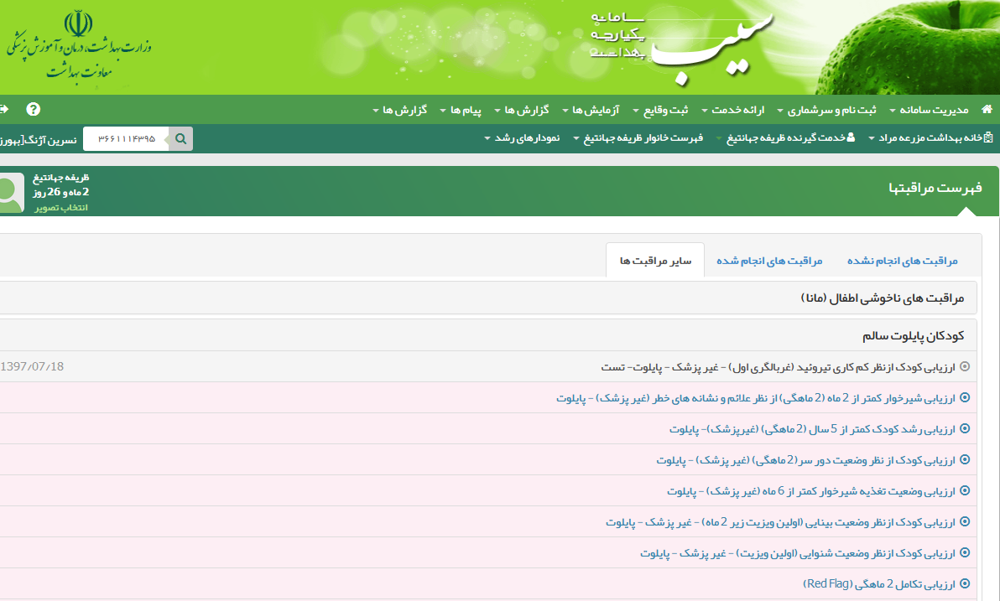 وزارت بهداشت، درمان و آموزش پزشکی
معاونت بهداشت
سامانه
یکپارچه
بهداشت
سیب
مدیریت سامانه
ثبت نام و سرشماری
ارائه خدمت
ثبت وقایع
آزمایش ها
گزارش ها
پیام ها
گزارش ها
خانه بهداشت مزرعه مراد
خدمت گیرنده ظریفه جهانتیغ
فهرست خانوار ظریفه جهانتیغ
نمودارهای رشد
۳۶۶۱۱۱۴۳۹۵
نسرین آژنگ[بهورز
فهرست مراقبتها
ظریفه جهانتیغ
2 ماه و 26 روز
انتخاب تصویر
مراقبت های انجام نشده
مراقبت های انجام شده
سایر مراقبت ها
مراقبت های ناخوشی اطفال (مانا)
کودکان پایلوت سالم
ارزیابی کودک ازنظر کم کاری تیروئید (غربالگری اول) - غیر پزشک - پایلوت- تست
1397/07/18
ارزیابی شیرخوار کمتر از 2 ماه (2 ماهگی) از نظر علائم و نشانه های خطر (غیر پزشک) - پایلوت
ارزیابی رشد کودک کمتر از 5 سال (2 ماهگی) (غیرپزشک)- پایلوت
ارزیابی کودک از نظر وضعیت دور سر(2 ماهگی) (غیر پزشک) - پایلوت
ارزیابی وضعیت تغذیه شیرخوار کمتر از 6 ماه (غیر پزشک) - پایلوت
ارزیابی کودک ازنظر وضعیت بینایی (اولین ویزیت زیر 2 ماه) - غیر پزشک - پایلوت
ارزیابی کودک ازنظر وضعیت شنوایی (اولین ویزیت) - غیر پزشک - پایلوت
ارزیابی تکامل 2 ماهگی (Red Flag)